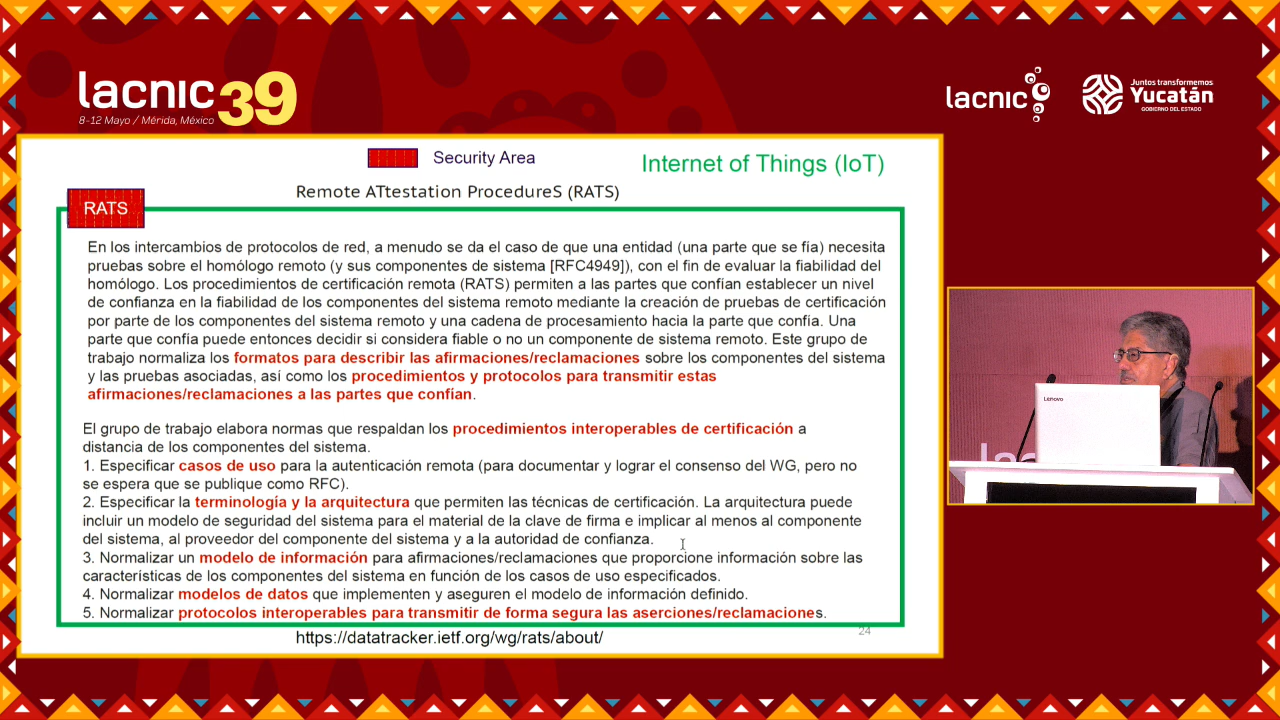 lacnic 39
8-12 Mayo / Mérida, México
lacnic
Juntos transformemos
Yucatán
GOBIERNO DEL ESTADO
Security Area
Internet of Things (IoT)
Remote ATtestation ProcedureS (RATS)
RATS
En los intercambios de protocolos de red, a menudo se da el caso de que una entidad (una parte que se fía) necesita
pruebas sobre el homólogo remoto (y sus componentes de sistema [RFC4949]), con el fin de evaluar la fiabilidad del
homólogo. Los procedimientos de certificación remota (RATS) permiten a las partes que confían establecer un nivel
de confianza en la fiabilidad de los componentes del sistema remoto mediante la creación de pruebas de certificación
por parte de los componentes del sistema remoto y una cadena de procesamiento hacia la parte que confía. Una
parte que confía puede entonces decidir si considera fiable o no un componente de sistema remoto. Este grupo de
trabajo normaliza los formatos para describir las afirmaciones/reclamaciones sobre los componentes del sistema
y las pruebas asociadas, así como los procedimientos y protocolos para transmitir estas
afirmaciones/reclamaciones a las partes que confían.
El grupo de trabajo elabora normas que respaldan los procedimientos interoperables de certificación a
distancia de los componentes del sistema.
1. Especificar casos de uso para la autenticación remota (para documentar y lograr el consenso del WG, pero no
se espera que se publique como RFC).
2. Especificar la terminología y la arquitectura que permiten las técnicas de certificación. La arquitectura puede
incluir un modelo de seguridad del sistema para el material de la clave de firma e implicar al menos al componente
del sistema, al proveedor del componente del sistema y a la autoridad de confianza.
3. Normalizar un modelo de información para afirmaciones/reclamaciones que proporcione información sobre las
características de los componentes del sistema en función de los casos de uso especificados.
4. Normalizar modelos de datos que implementen y aseguren el modelo de información definido.
5. Normalizar protocolos interoperables para transmitir de forma segura las aserciones/reclamaciones.
24
https://datatracker.ietf.org/wg/rats/about/
Lenovo
lac